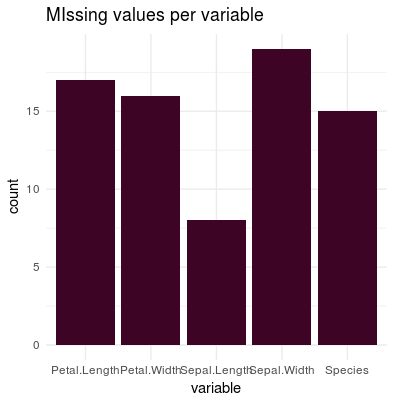 MIssing values per variable
count
15
10
5
0
Petal.Length Petal.Width Sepal.Length Sepal.Width Species
variable